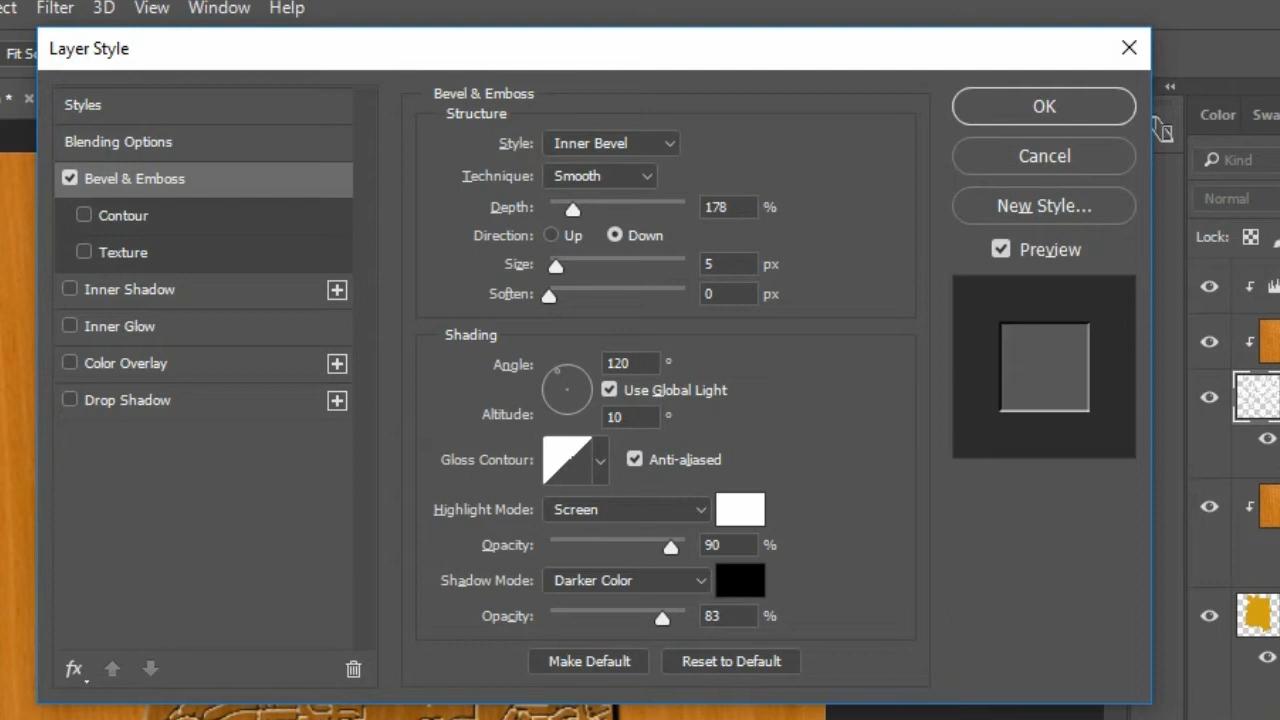 Filter 3D View Window Help
Layer Style
Styles
Blending Options
Bevel & Emboss
Contour
Texture
Inner Shadow
Inner Glow
Color Overlay
Drop Shadow
fx
Bevel & Emboss
Structure
Style: Inner Bevel
Technique: Smooth
Depth: 178 %
Direction: Up Down
Size: 5 px
Soften: 0 px
Shading
Angle: 120 °
Use Global Light
Altitude: 10 °
Gloss Contour: Anti-aliased
Highlight Mode: Screen
Opacity: 90 %
Shadow Mode: Darker Color
Opacity: 83 %
Make Default Reset to Default
OK
Cancel
New Style...
Preview
Color
Kind
Normal
Lock: